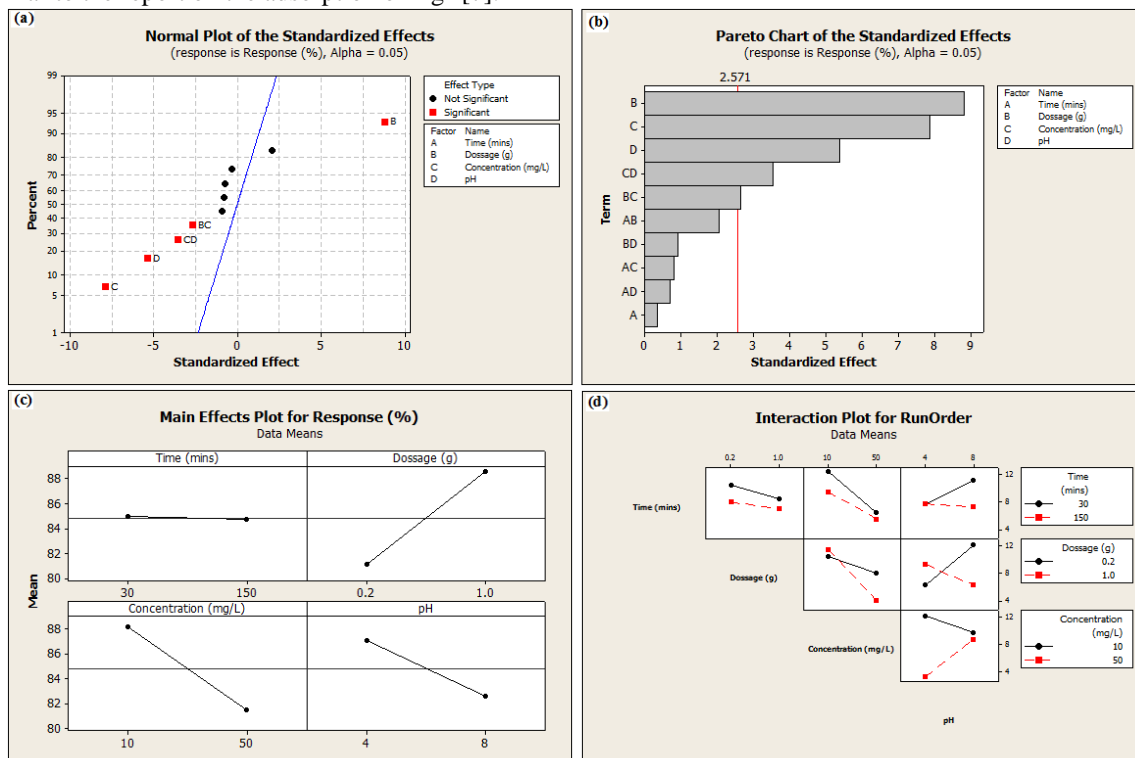 (a)
Normal Plot of the Standardized Effects
(response is Response (%), Alpha = 0.05)
99
95
90
80
70
60
50
40
30
20
10
5
1
Percent
-10 -5 0 5 10
Standardized Effect
B
BC
CD
D
C
Effect Type
Not Significant
Significant
Factor Name
A Time (mins)
B Dossage (g)
C Concentration (mg/L)
D pH
(b)
Pareto Chart of the Standardized Effects
(response is Response (%), Alpha = 0.05)
2.571
Term
B
C
D
CD
BC
AB
BD
AC
AD
A
0 1 2 3 4 5 6 7 8 9
Standardized Effect
Factor Name
A Time (mins)
B Dossage (g)
C Concentration (mg/L)
D pH
(c)
Main Effects Plot for Response (%)
Data Means
Time (mins) Dossage (g)
88
86
84
82
80
30 150 0.2 1.0
Mean
Concentration (mg/L) pH
88
86
84
82
80
10 50 4 8
(d)
Interaction Plot for RunOrder
Data Means
0.2 1.0 10 50 4 8
Time (mins)
12
8
4
Time
(mins)
30
150
Dossage (g)
12
8
4
Dossage (g)
0.2
1.0
Concentration (mg/L)
12
8
4
Concentration
(mg/L)
10
50
pH